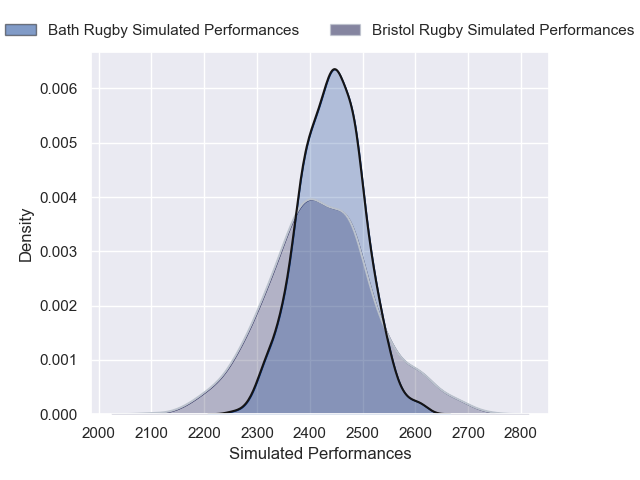 Bath Rugby Simulated Performances Bristol Rugby Simulated Performances
0.006
0.005
0.004
0.003
0.002
0.001
0.000
Density
2000 2100 2200 2300 2400 2500 2600 2700 2800
Simulated Performances